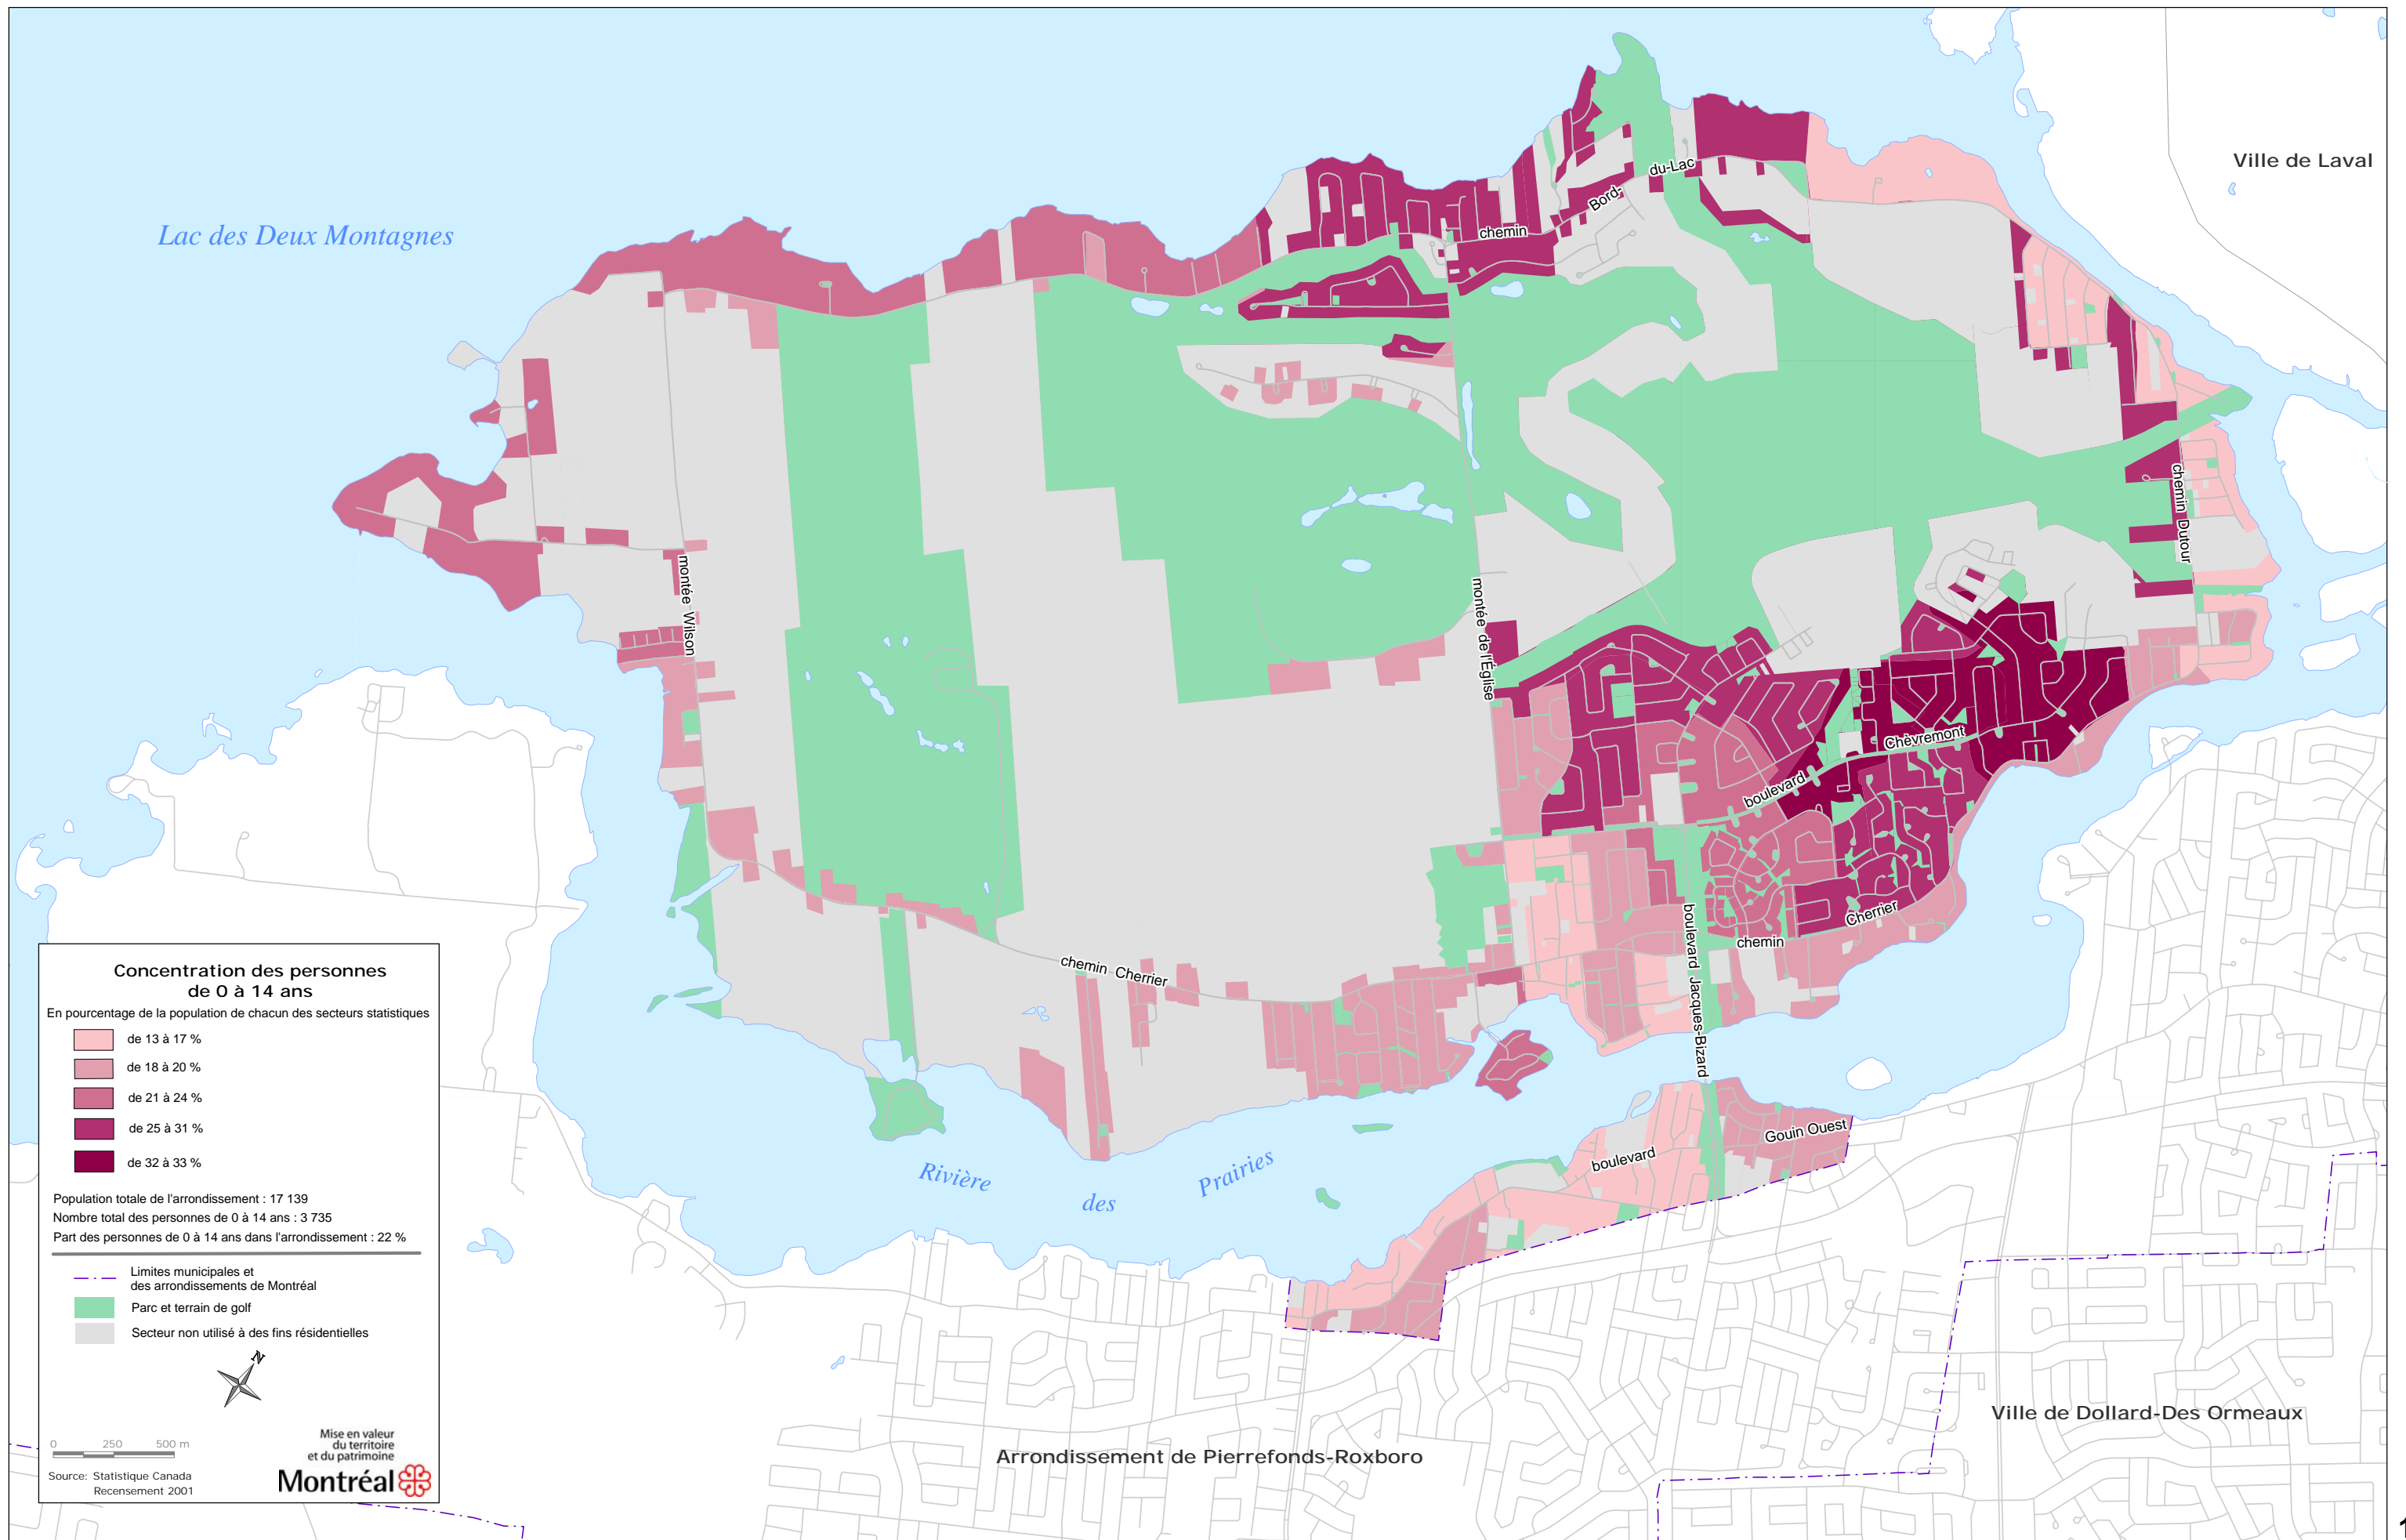 Ville de Laval
Lac des Deux Montagnes
du-Lac
Bord-
chemin
chemin Dutour
montée Wilson
montée de l'Église
Chèvremont
boulevard
Cherrier
chemin
boulevard Jacques-Bizard
chemin Cherrier
Gouin Ouest
boulevard
Rivière
des
Prairies
Concentration des personnes
de 0 à 14 ans
En pourcentage de la population de chacun des secteurs statistiques
de 13 à 17 %
de 18 à 20 %
de 21 à 24 %
de 25 à 31 %
de 32 à 33 %
Population totale de l'arrondissement : 17 139
Nombre total des personnes de 0 à 14 ans : 3 735
Part des personnes de 0 à 14 ans dans l'arrondissement : 22 %
Limites municipales et
des arrondissements de Montréal
Parc et terrain de golf
Secteur non utilisé à des fins résidentielles
N
0 250 500 m
Source: Statistique Canada
Recensement 2001
Mise en valeur
du territoire
et du patrimoine
Montréal
Arrondissement de Pierrefonds-Roxboro
Ville de Dollard-Des Ormeaux